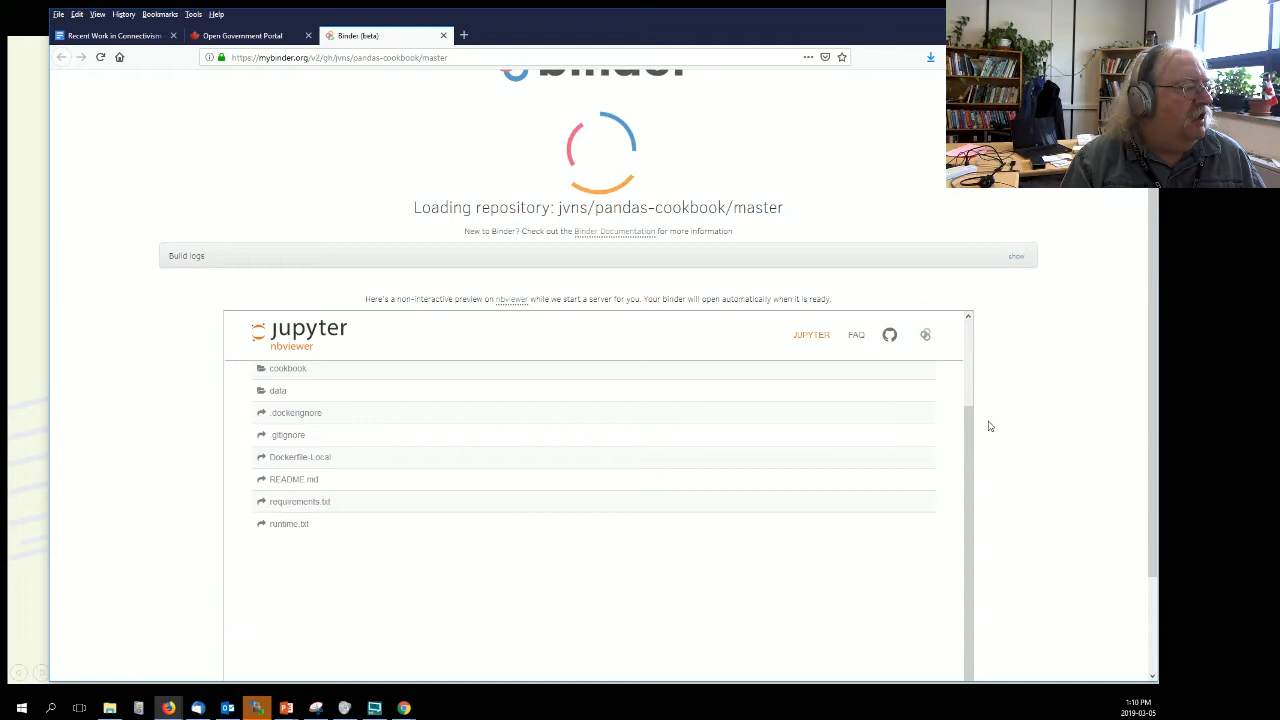 File Edit View History Bookmarks Tools Help
Recent Work in Connectivism
Open Government Portal
Binder (beta)
https://mybinder.org/v2/gh/jvns/pandas-cookbook/master
binder
Loading repository: jvns/pandas-cookbook/master
New to Binder? Check out the Binder Documentation for more information
Build logs
show
Here's a non-interactive preview on nbviewer while we start a server for you. Your binder will open automatically when it is ready.
jupyter
nbviewer
JUPYTER FAQ
cookbook
data
.dockerignore
.gitignore
Dockerfile-Local
README.md
requirements.txt
runtime.txt
1:10 PM
2019-03-05